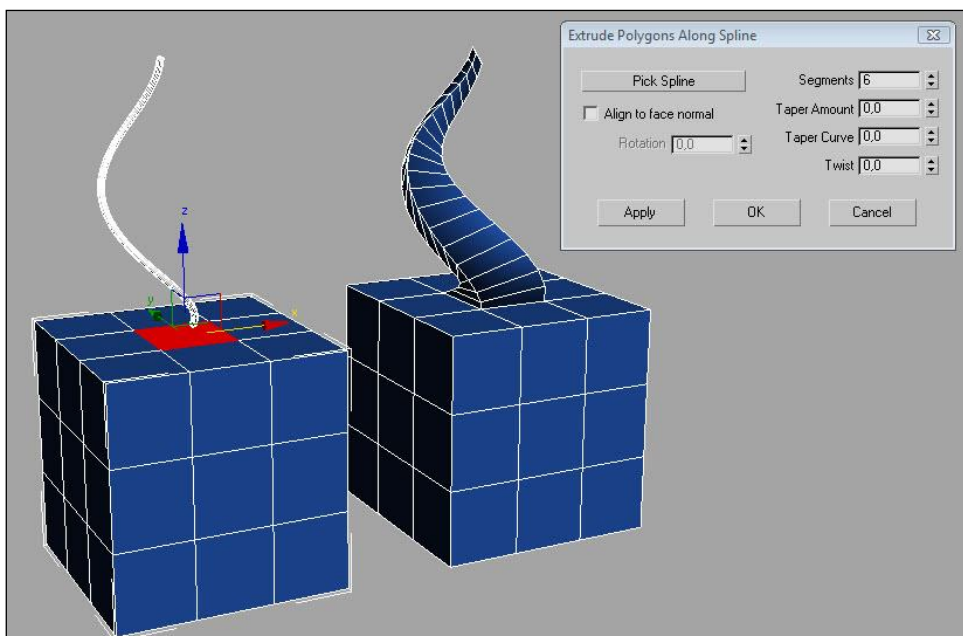 Extrude Polygons Along Spline
Pick Spline
Segments 6
Align to face normal
Taper Amount 0,0
Rotation 0,0
Taper Curve 0,0
Twist 0,0
Apply OK Cancel
z
y
x